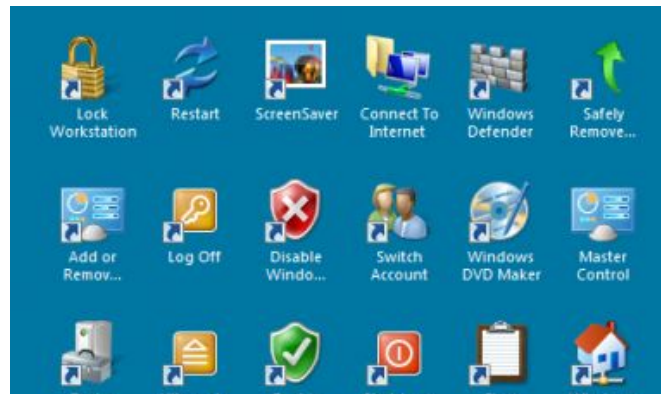 Lock
Workstation
Restart
ScreenSaver
Connect To
Internet
Windows
Defender
Safely
Remove...
Add or
Remov...
Log Off
Disable
Windo...
Switch
Account
Windows
DVD Maker
Master
Control